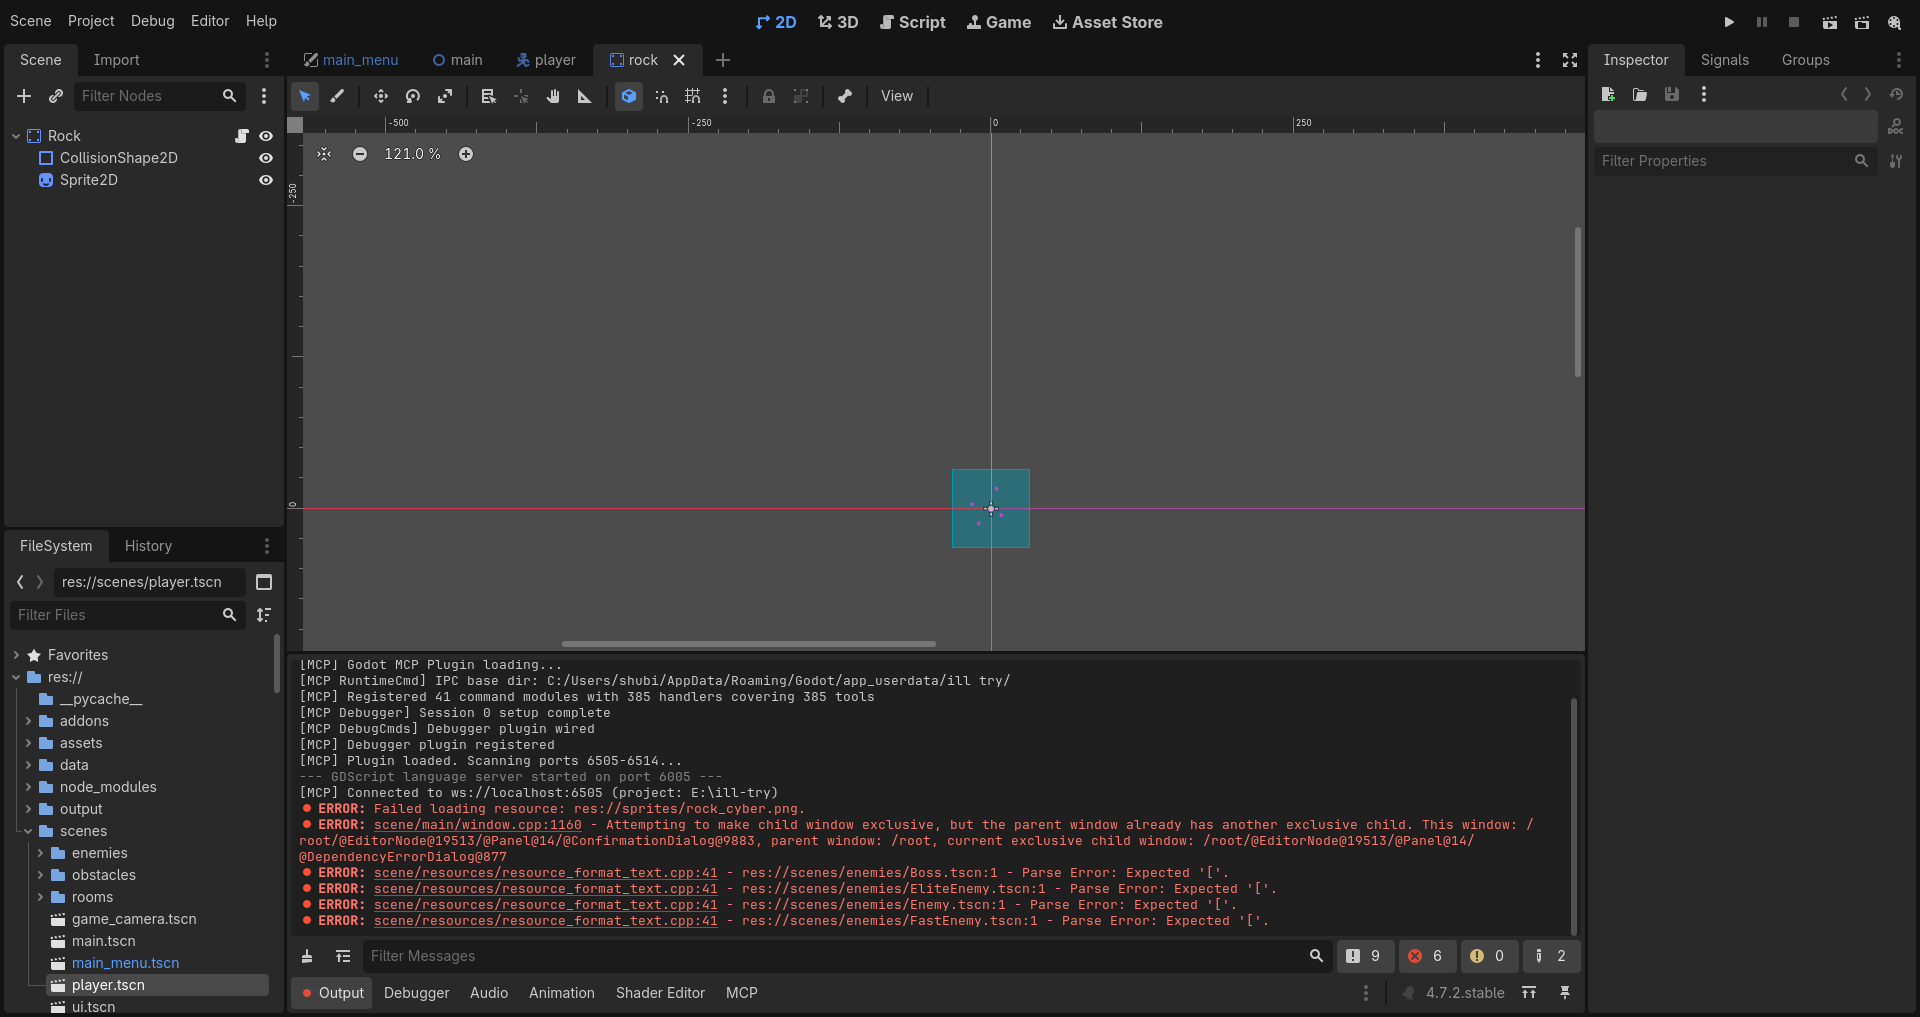 Scene Project Debug Editor Help
2D 3D Script Game Asset Store
Scene Import
main_menu main player rock
Inspector Signals Groups
Filter Nodes
View
Rock
CollisionShape2D
Sprite2D
-500 -250 0 250
121.0 %
-250
0
Filter Properties
DOC
FileSystem History
res://scenes/player.tscn
Filter Files
Favorites
res://
__pycache__
addons
assets
data
node_modules
output
scenes
enemies
obstacles
rooms
game_camera.tscn
main.tscn
main_menu.tscn
player.tscn
ui.tscn
[MCP] Godot MCP Plugin loading...
[MCP RuntimeCmd] IPC base dir: C:/Users/shubi/AppData/Roaming/Godot/app_userdata/ill try/
[MCP] Registered 41 command modules with 385 handlers covering 385 tools
[MCP Debugger] Session 0 setup complete
[MCP DebugCmds] Debugger plugin wired
[MCP] Debugger plugin registered
[MCP] Plugin loaded. Scanning ports 6505-6514...
--- GDScript language server started on port 6005 ---
[MCP] Connected to ws://localhost:6505 (project: E:\ill-try)
ERROR: Failed loading resource: res://sprites/rock_cyber.png.
ERROR: scene/main/window.cpp:1160 - Attempting to make child window exclusive, but the parent window already has another exclusive child. This window: /
root/@EditorNode@19513/@Panel@14/@ConfirmationDialog@9883, parent window: /root, current exclusive child window: /root/@EditorNode@19513/@Panel@14/
@DependencyErrorDialog@877
ERROR: scene/resources/resource_format_text.cpp:41 - res://scenes/enemies/Boss.tscn:1 - Parse Error: Expected '['.
ERROR: scene/resources/resource_format_text.cpp:41 - res://scenes/enemies/EliteEnemy.tscn:1 - Parse Error: Expected '['.
ERROR: scene/resources/resource_format_text.cpp:41 - res://scenes/enemies/Enemy.tscn:1 - Parse Error: Expected '['.
ERROR: scene/resources/resource_format_text.cpp:41 - res://scenes/enemies/FastEnemy.tscn:1 - Parse Error: Expected '['.
Filter Messages 9 6 0 2
Output Debugger Audio Animation Shader Editor MCP 4.7.2.stable